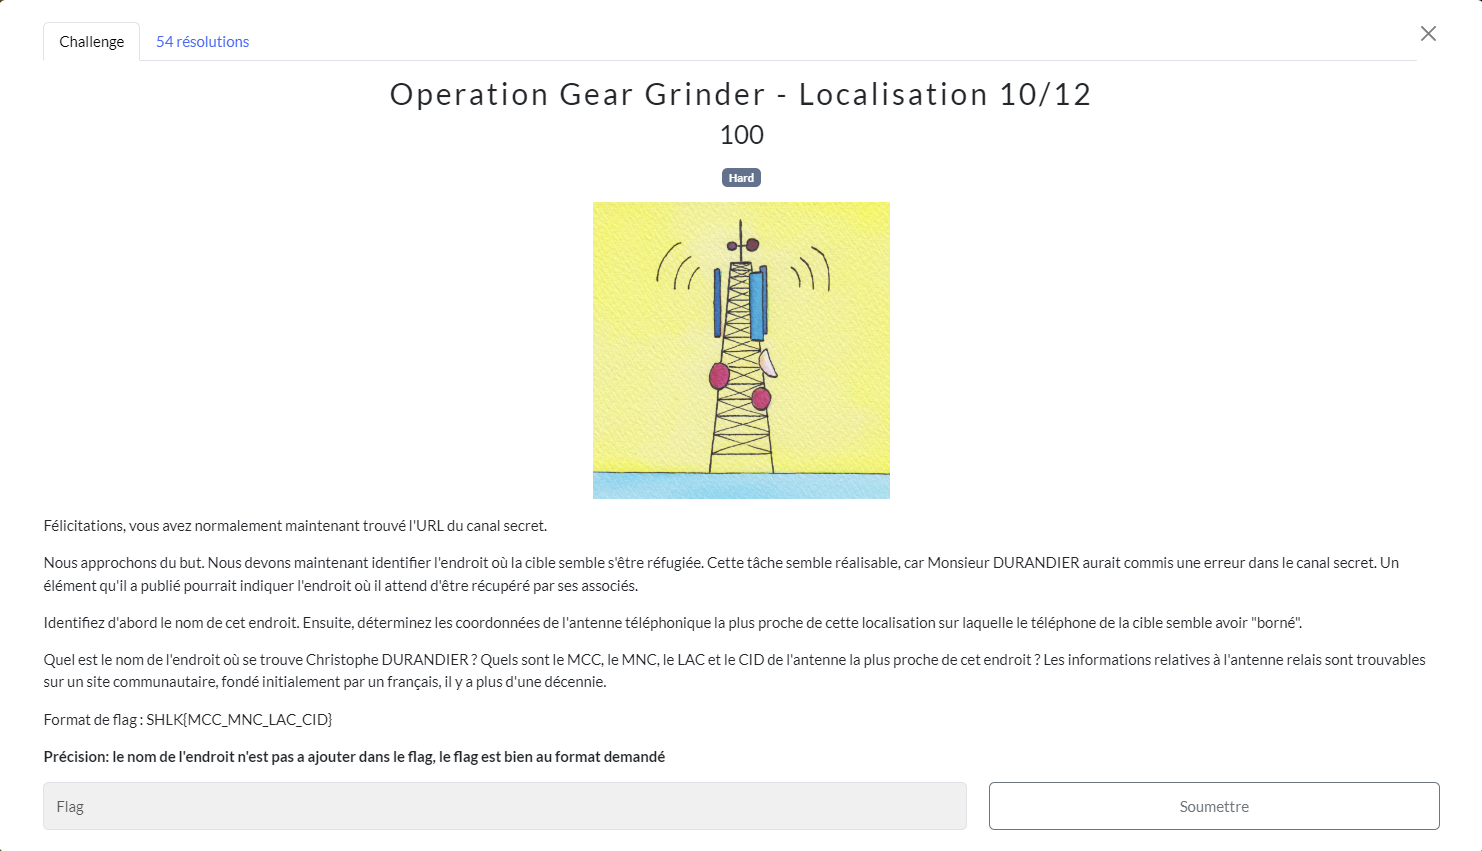 Challenge
54 résolutions
Operation Gear Grinder - Localisation 10/12
100
Hard
Félicitations, vous avez normalement maintenant trouvé l'URL du canal secret.
Nous approchons du but. Nous devons maintenant identifier l'endroit où la cible semble s'être réfugiée. Cette tâche semble réalisable, car Monsieur DURANDIER aurait commis une erreur dans le canal secret. Un
élément qu'il a publié pourrait indiquer l'endroit où il attend d'être récupéré par ses associés.
Identifiez d'abord le nom de cet endroit. Ensuite, déterminez les coordonnées de l'antenne téléphonique la plus proche de cette localisation sur laquelle le téléphone de la cible semble avoir "borné".
Quel est le nom de l'endroit où se trouve Christophe DURANDIER ? Quels sont le MCC, le MNC, le LAC et le CID de l'antenne la plus proche de cet endroit ? Les informations relatives à l'antenne relais sont trouvables
sur un site communautaire, fondé initialement par un français, il y a plus d'une décennie.
Format de flag : SHLK{MCC_MNC_LAC_CID}
Précision: le nom de l'endroit n'est pas a ajouter dans le flag, le flag est bien au format demandé
Flag
Soumettre